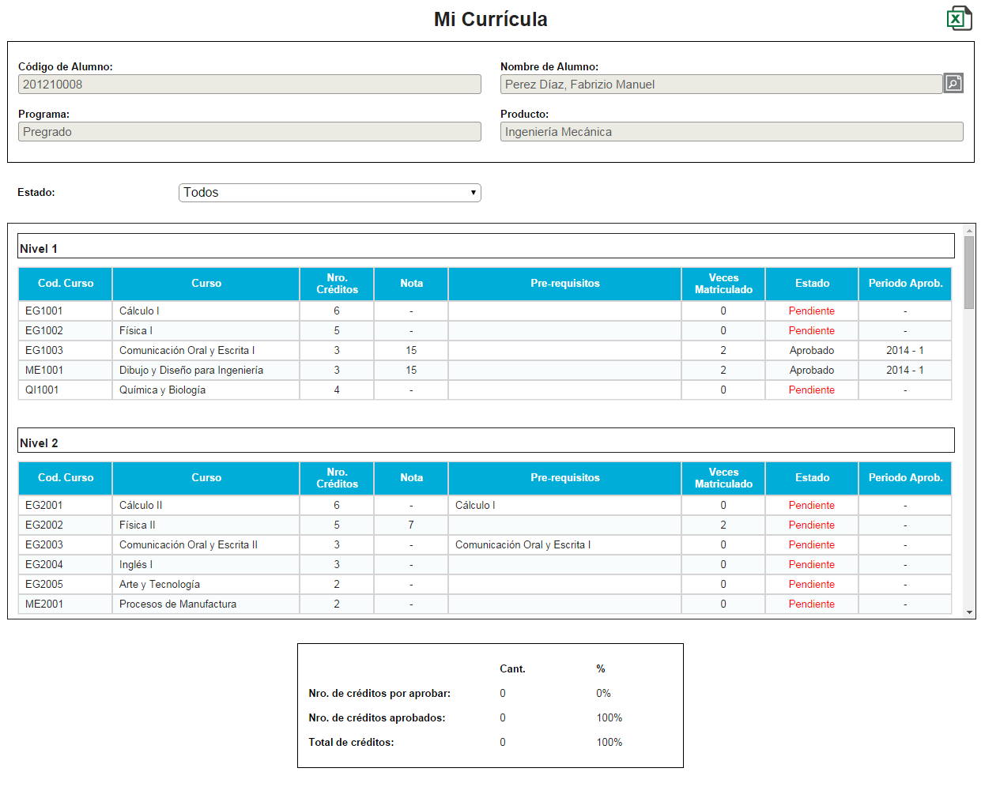 Mi Currícula
Código de Alumno: Nombre de Alumno:
201210008 Perez Díaz, Fabrizio Manuel
Programa: Producto:
Pregrado Ingeniería Mecánica
Estado: Todos
Nivel 1
Cod. Curso Curso Nro. Créditos Nota Pre-requisitos Veces Matriculado Estado Periodo Aprob.
EG1001 Cálculo I 6 - 0 Pendiente -
EG1002 Física I 5 - 0 Pendiente -
EG1003 Comunicación Oral y Escrita I 3 15 2 Aprobado 2014 - 1
ME1001 Dibujo y Diseño para Ingeniería 3 15 2 Aprobado 2014 - 1
QI1001 Química y Biología 4 - 0 Pendiente -
Nivel 2
Cod. Curso Curso Nro. Créditos Nota Pre-requisitos Veces Matriculado Estado Periodo Aprob.
EG2001 Cálculo II 6 - Cálculo I 0 Pendiente -
EG2002 Física II 5 7 2 Pendiente -
EG2003 Comunicación Oral y Escrita II 3 - Comunicación Oral y Escrita I 0 Pendiente -
EG2004 Inglés I 3 - 0 Pendiente -
EG2005 Arte y Tecnología 2 - 0 Pendiente -
ME2001 Procesos de Manufactura 2 - 0 Pendiente -
Cant. %
Nro. de créditos por aprobar: 0 0%
Nro. de créditos aprobados: 0 100%
Total de créditos: 0 100%